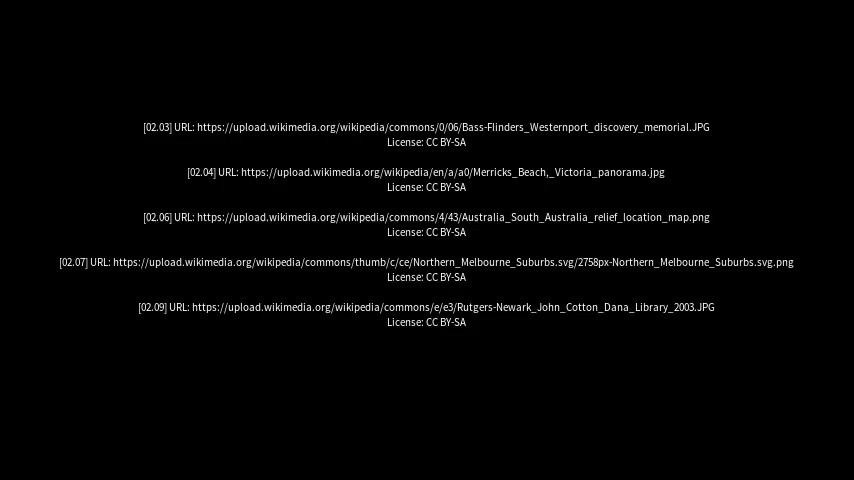 [02.03] URL: https://upload.wikimedia.org/wikipedia/commons/0/06/Bass-Flinders_Westernport_discovery_memorial.JPG
License: CC BY-SA
[02.04] URL: https://upload.wikimedia.org/wikipedia/en/a/a0/Merricks_Beach,_Victoria_panorama.jpg
License: CC BY-SA
[02.06] URL: https://upload.wikimedia.org/wikipedia/commons/4/43/Australia_South_Australia_relief_location_map.png
License: CC BY-SA
[02.07] URL: https://upload.wikimedia.org/wikipedia/commons/thumb/c/ce/Northern_Melbourne_Suburbs.svg/2758px-Northern_Melbourne_Suburbs.svg.png
License: CC BY-SA
[02.09] URL: https://upload.wikimedia.org/wikipedia/commons/e/e3/Rutgers-Newark_John_Cotton_Dana_Library_2003.JPG
License: CC BY-SA